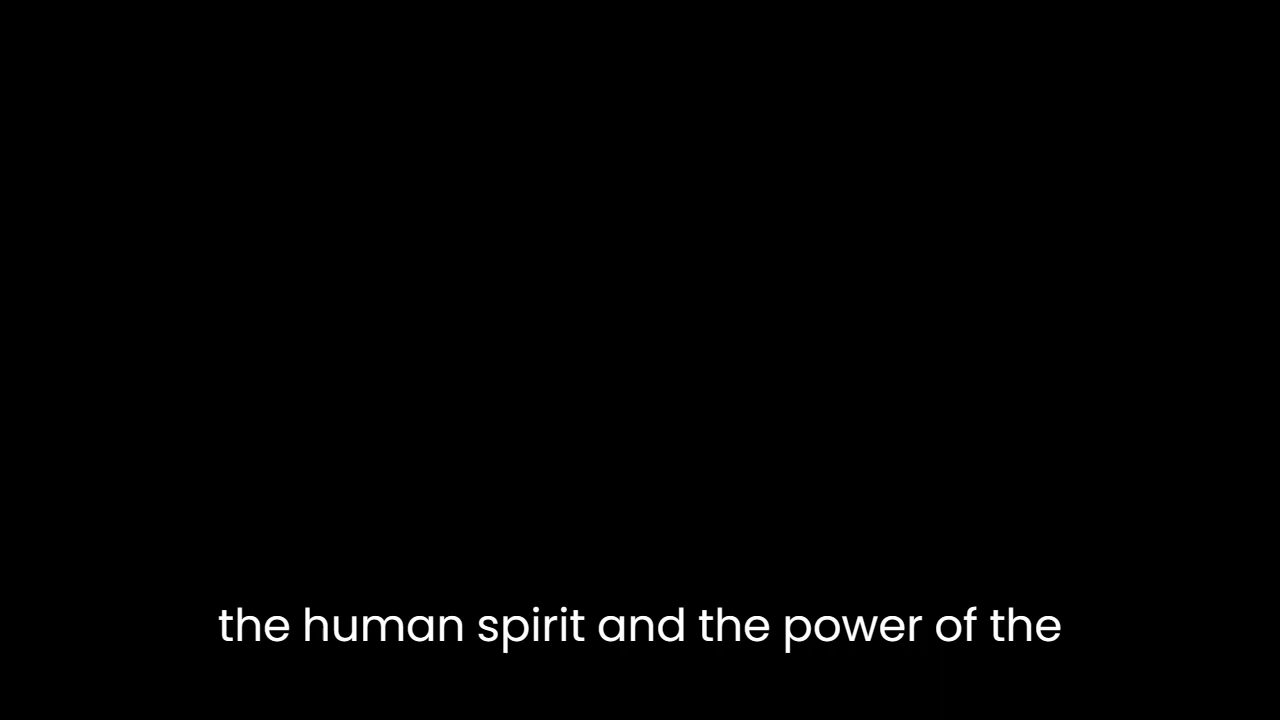 the human spirit and the power of the